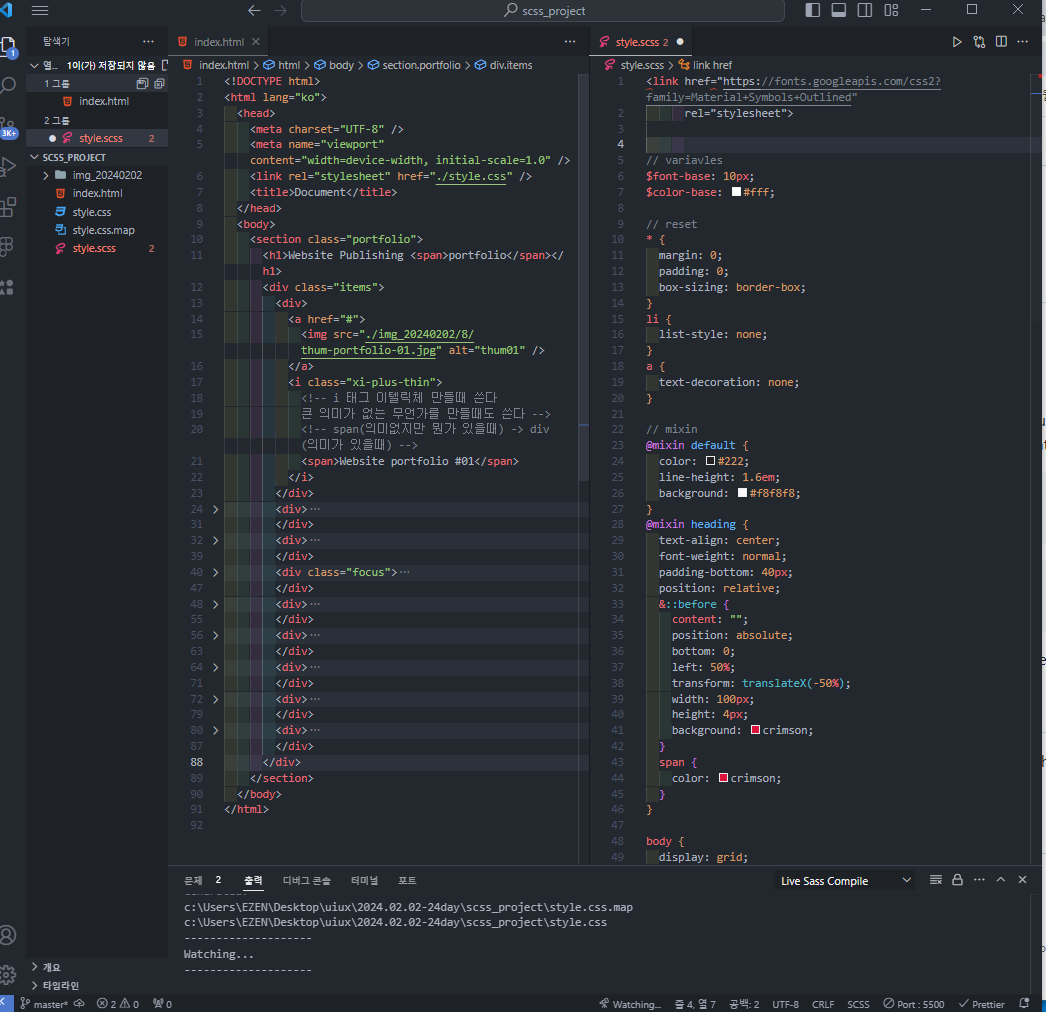 scss_project
탐색기
열.. 1이(가) 저장되지 않음
1 그룹
index.html
2 그룹
style.scss 2
SCSS_PROJECT
img_20240202
index.html
style.css
style.css.map
style.scss 2
개요
타임라인
1
3K+
index.html
index.html > html > body > section.portfolio > div.items
1 <!DOCTYPE html>
2 <html lang="ko">
3 <head>
4 <meta charset="UTF-8" />
5 <meta name="viewport"
content="width=device-width, initial-scale=1.0" />
6 <link rel="stylesheet" href="./style.css" />
7 <title>Document</title>
8 </head>
9 <body>
10 <section class="portfolio">
11 <h1>Website Publishing <span>portfolio</span></
h1>
12 <div class="items">
13 <div>
14 <a href="#">
15 <img src="./img_20240202/8/
thum-portfolio-01.jpg" alt="thum01" />
16 </a>
17 <i class="xi-plus-thin">
18 <!-- i 태그 이텔릭체 만들때 쓴다
19 큰 의미가 없는 무언가를 만들때도 쓴다 -->
20 <!-- span(의미없지만 뭔가 있을때) -> div
(의미가 있을때) -->
21 <span>Website portfolio #01</span>
22 </i>
23 </div>
24 <div>…
31 </div>
32 <div>…
39 </div>
40 <div class="focus">…
47 </div>
48 <div>…
55 </div>
56 <div>…
63 </div>
64 <div>…
71 </div>
72 <div>…
79 </div>
80 <div>…
87 </div>
88 </div>
89 </section>
90 </body>
91 </html>
92
style.scss 2
style.scss > link href
1 <link href="https://fonts.googleapis.com/css2?
family=Material+Symbols+Outlined"
2 rel="stylesheet">
3
4
5 // variavles
6 $font-base: 10px;
7 $color-base: #fff;
8
9 // reset
10 * {
11 margin: 0;
12 padding: 0;
13 box-sizing: border-box;
14 }
15 li {
16 list-style: none;
17 }
18 a {
19 text-decoration: none;
20 }
21
22 // mixin
23 @mixin default {
24 color: #222;
25 line-height: 1.6em;
26 background: #f8f8f8;
27 }
28 @mixin heading {
29 text-align: center;
30 font-weight: normal;
31 padding-bottom: 40px;
32 position: relative;
33 &::before {
34 content: "";
35 position: absolute;
36 bottom: 0;
37 left: 50%;
38 transform: translateX(-50%);
39 width: 100px;
40 height: 4px;
41 background: crimson;
42 }
43 span {
44 color: crimson;
45 }
46 }
47
48 body {
49 display: grid;
문제 2 출력 디버그 콘솔 터미널 포트 Live Sass Compile
c:\Users\EZEN\Desktop\uiux\2024.02.02-24day\scss_project\style.css.map
c:\Users\EZEN\Desktop\uiux\2024.02.02-24day\scss_project\style.css
--------------------
Watching...
--------------------
master* 2 0 0 Watching... 줄 4, 열 7 공백: 2 UTF-8 CRLF SCSS Port : 5500 Prettier